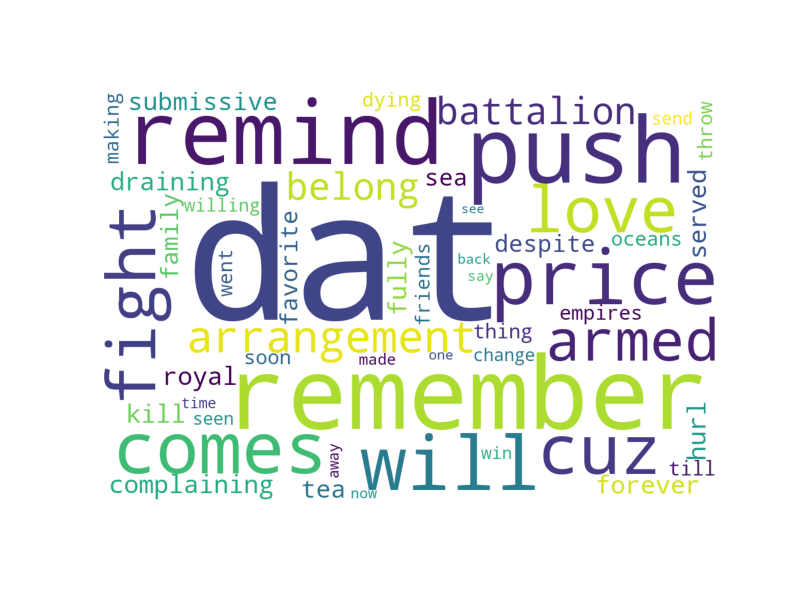 making
submissive
dying
battalion
send
throw
remind
push
draining
willing
family
belong
sea
see
love
served
dat
favorite
went
fully
friends
back
say
despite
oceans
fight
price
empires
arrangement
thing
armed
soon
made
one
change
royal
time
remember
kill
seen
hurl
comes
away
will
win
cuz
till
complaining
tea
now
forever